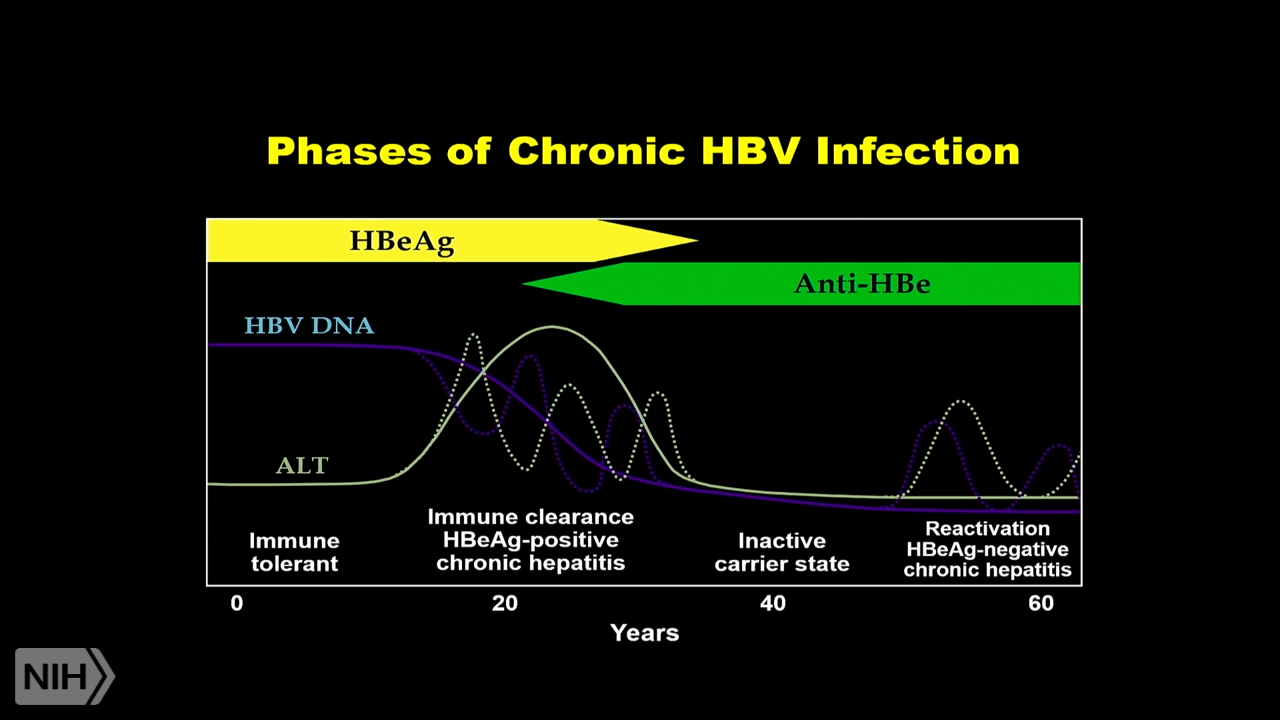 Phases of Chronic HBV Infection
HBeAg
Anti-HBe
HBV DNA
ALT
Immune
tolerant
Immune clearance
HBeAg-positive
chronic hepatitis
Inactive
carrier state
Reactivation
HBeAg-negative
chronic hepatitis
0
20
40
60
Years
NIH